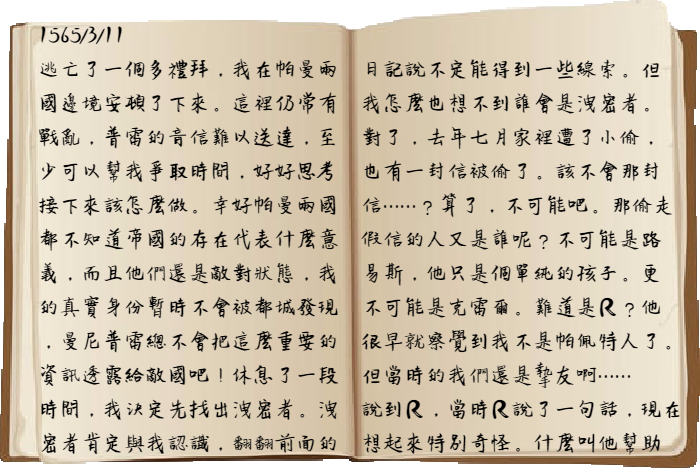 1565/3/11
逃亡了一個多禮拜，我在帕曼兩
國邊境安頓了下來。這裡仍常有
戰亂，普雷的音信難以送達，至
少可以幫我爭取時間，好好思考
接下來該怎麼做。幸好帕曼兩國
都不知道帝國的存在代表什麼意
義，而且他們還是敵對狀態，我
的真實身份暫時不會被都城發現
，曼尼普雷總不會把這麼重要的
資訊透露給敵國吧！休息了一段
時間，我決定先找出洩密者。洩
密者肯定與我認識，翻翻前面的
日記說不定能得到一些線索。但
我怎麼也想不到誰會是洩密者。
對了，去年七月家裡遭了小偷，
也有一封信被偷了。該不會那封
信……？算了，不可能吧。那偷走
假信的人又是誰呢？不可能是路
易斯，他只是個單純的孩子。更
不可能是克雷爾。難道是R？他
很早就察覺到我不是帕佩特人了。
但當時的我們還是摯友啊……
說到R，當時R說了一句話，現在
想起來特別奇怪。什麼叫他幫助